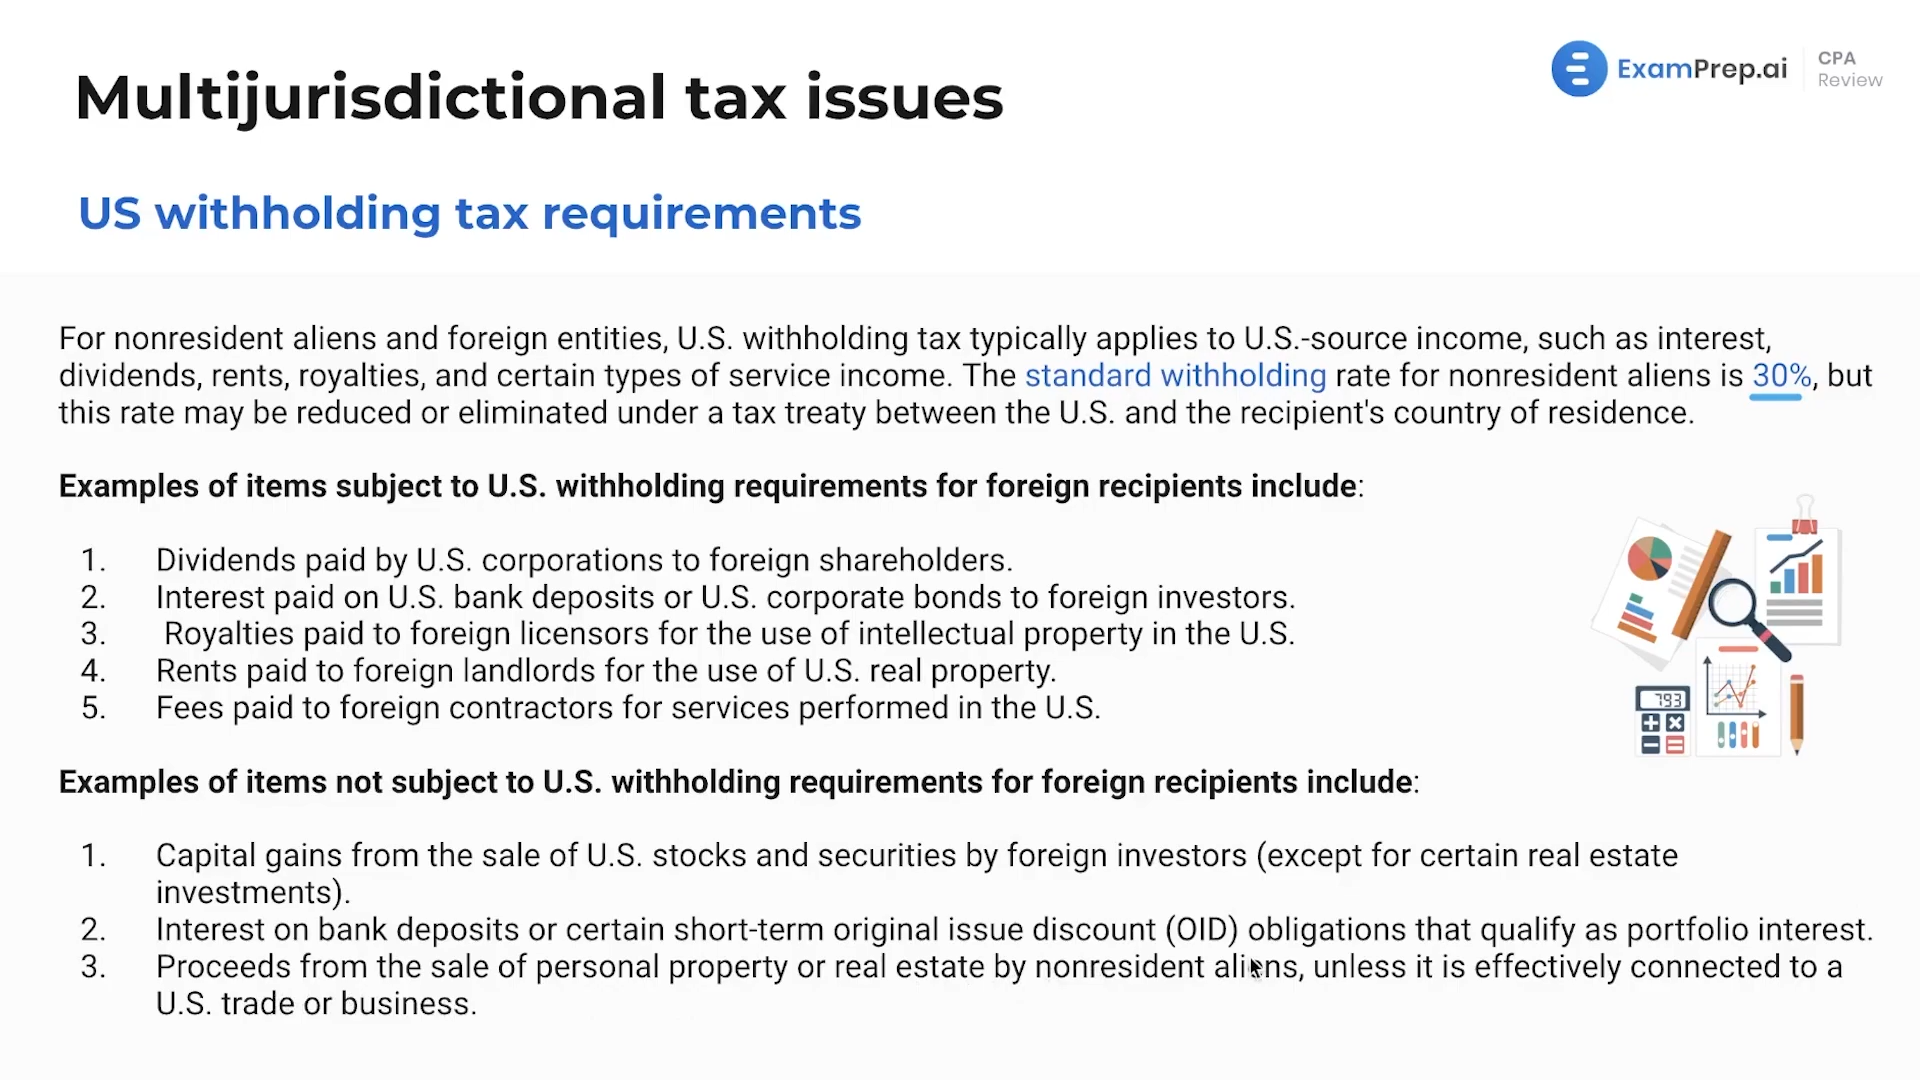 Multijurisdictional tax issues
ExamPrep.ai
CPA
Review
US withholding tax requirements
For nonresident aliens and foreign entities, U.S. withholding tax typically applies to U.S.-source income, such as interest,
dividends, rents, royalties, and certain types of service income. The standard withholding rate for nonresident aliens is 30%, but
this rate may be reduced or eliminated under a tax treaty between the U.S. and the recipient's country of residence.
Examples of items subject to U.S. withholding requirements for foreign recipients include:
1. Dividends paid by U.S. corporations to foreign shareholders.
2. Interest paid on U.S. bank deposits or U.S. corporate bonds to foreign investors.
3. Royalties paid to foreign licensors for the use of intellectual property in the U.S.
4. Rents paid to foreign landlords for the use of U.S. real property.
5. Fees paid to foreign contractors for services performed in the U.S.
793
Examples of items not subject to U.S. withholding requirements for foreign recipients include:
1. Capital gains from the sale of U.S. stocks and securities by foreign investors (except for certain real estate
investments).
2. Interest on bank deposits or certain short-term original issue discount (OID) obligations that qualify as portfolio interest.
3. Proceeds from the sale of personal property or real estate by nonresident aliens, unless it is effectively connected to a
U.S. trade or business.